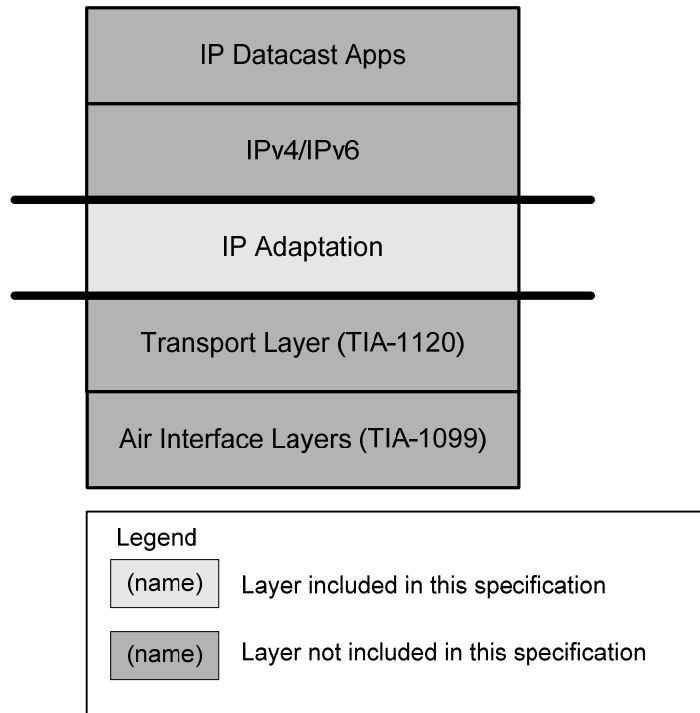 IP Datacast Apps
IPv4/IPv6
IP Adaptation
Transport Layer (TIA-1120)
Air Interface Layers (TIA-1099)
Legend
(name) Layer included in this specification
(name) Layer not included in this specification